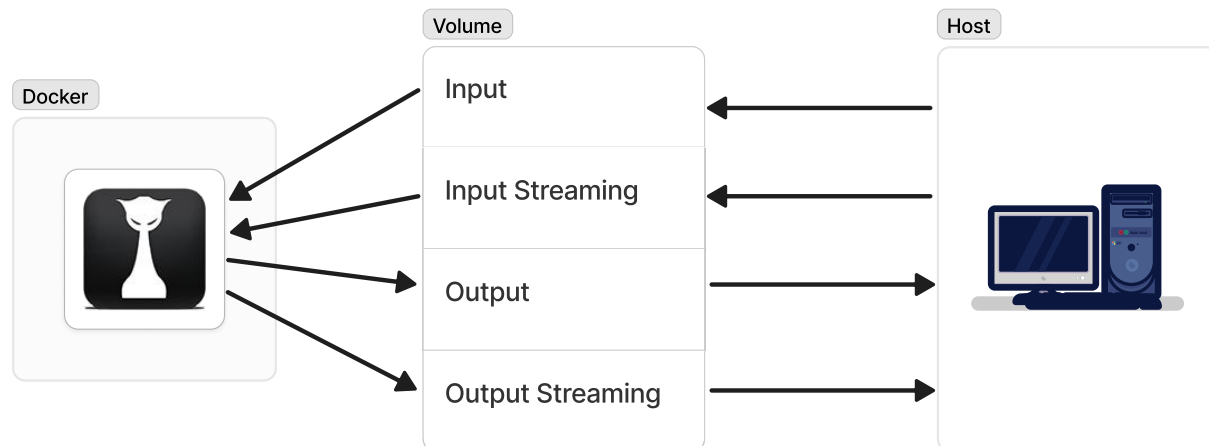 Volume
Host
Docker
Input
Input Streaming
Output
Output Streaming